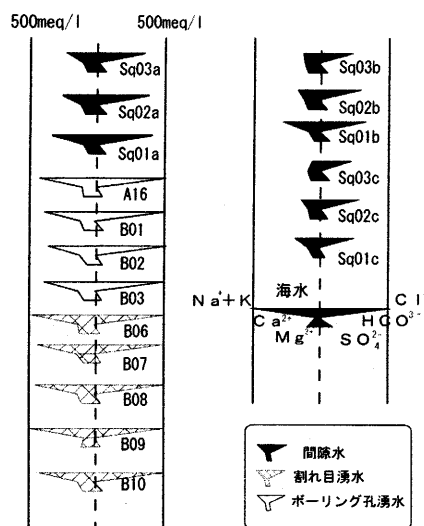 500meq/l 500meq/l
Sq03a
Sq02a
Sq01a
A16
B01
B02
B03
B06
B07
B08
B09
B10
Sq03b
Sq02b
Sq01b
Sq03c
Sq02c
Sq01c
海水
Na⁺+K Cl
Ca²⁺ HCO³⁻
Mg²⁺ SO₄²⁻
間除水
割れ目湧水
ボーリング孔湧水